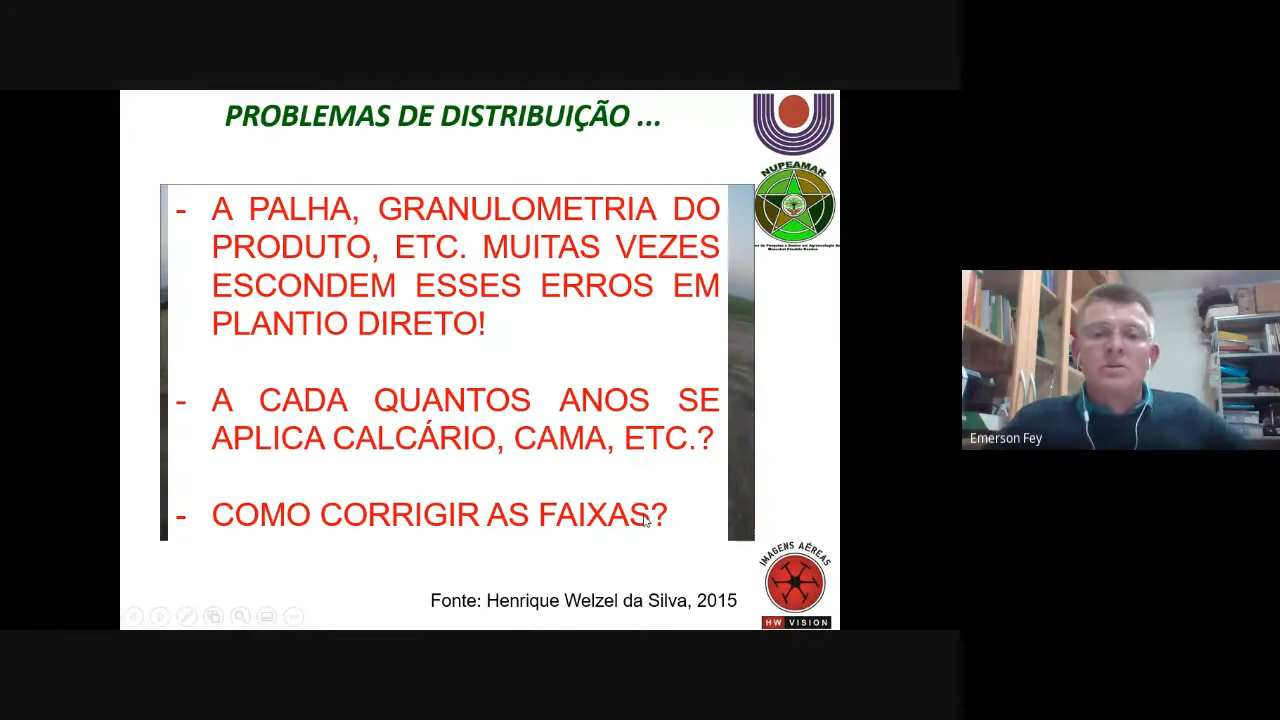 PROBLEMAS DE DISTRIBUIÇÃO ...
NUPEAMAR
- A PALHA, GRANULOMETRIA DO
PRODUTO, ETC. MUITAS VEZES
ESCONDEM ESSES ERROS EM
PLANTIO DIRETO!
- A CADA QUANTOS ANOS SE
APLICA CALCÁRIO, CAMA, ETC.?
- COMO CORRIGIR AS FAIXAS?
Emerson Fey
IMAGENS AÉREAS
HW VISION
Fonte: Henrique Welzel da Silva, 2015